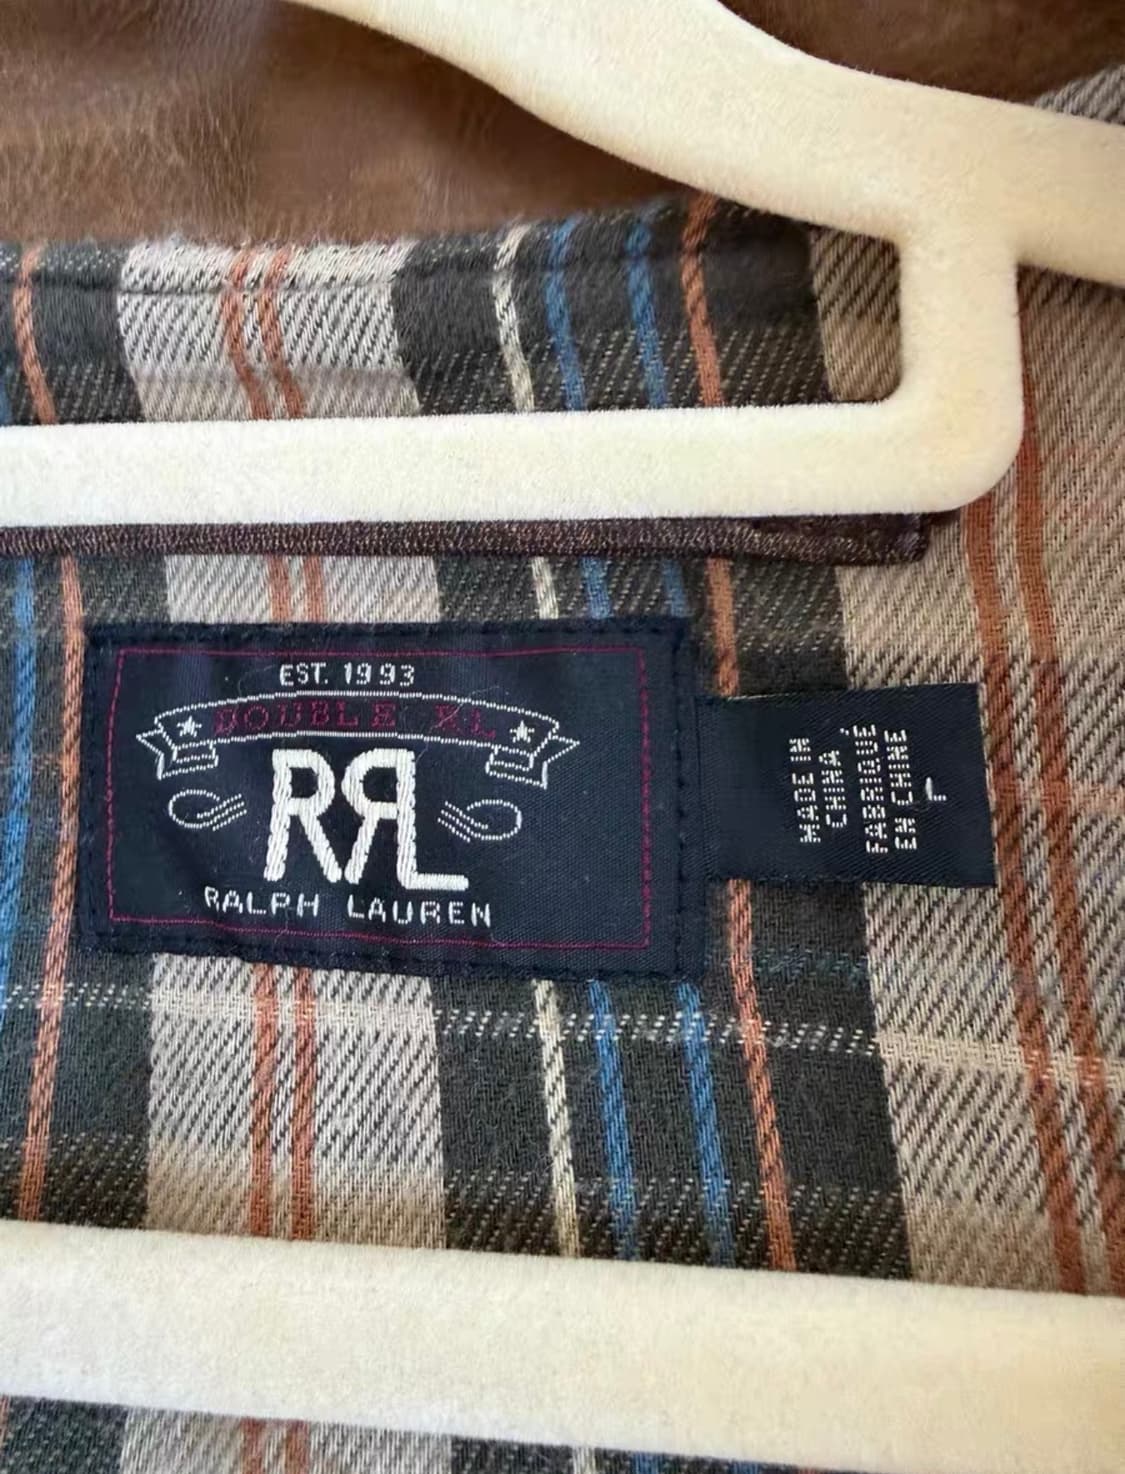 EST. 1993
DOUBLE RL
RRL
RALPH LAUREN
MADE IN
CHINA
FABRIQUÉ
EN CHINE
L